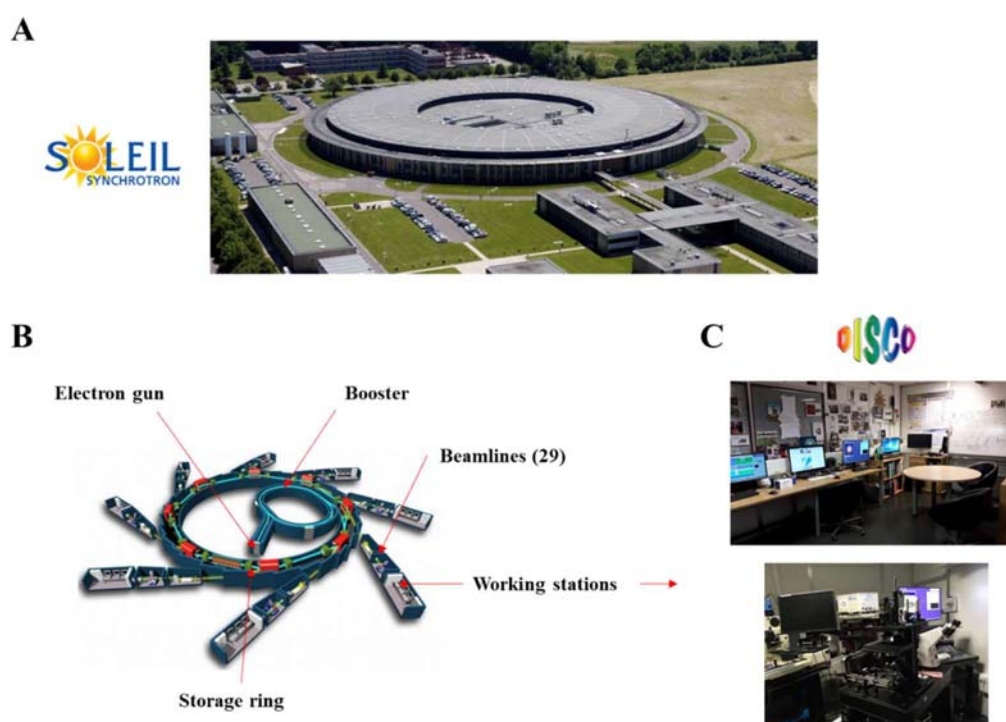 A
SOLEIL
SYNCHROTRON
B
C
DISCO
Electron gun
Booster
Beamlines (29)
Working stations
Storage ring